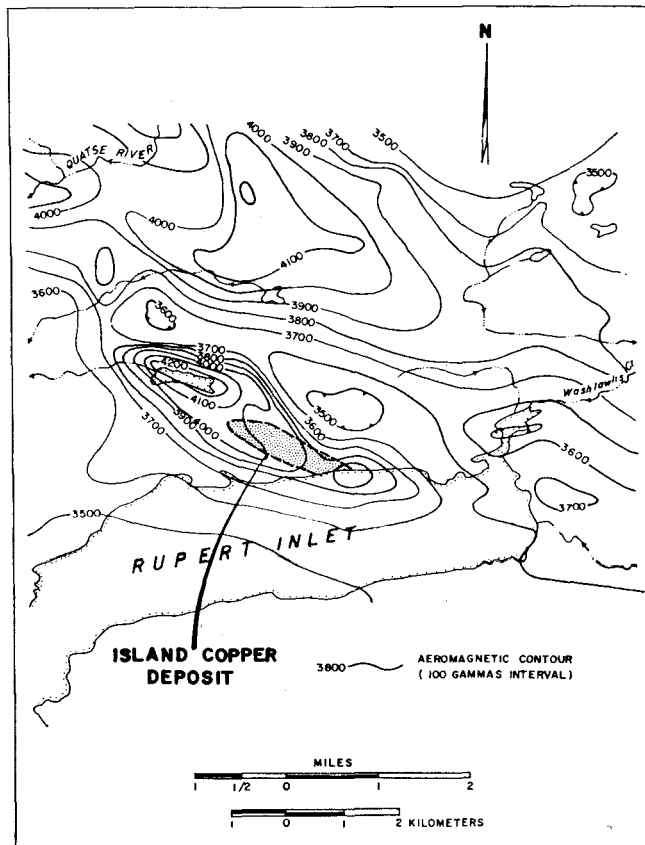 N
QUATSE RIVER
4000
3900
3800
3700
3500
3500
4000
4000
4100
3600
3600
3900
3800
3700
3700
3800
4200
4100
3500
3600
3900
4000
3700
Washlawlis
3600
3700
3500
RUPERT INLET
ISLAND COPPER
DEPOSIT
3800
AEROMAGNETIC CONTOUR
(100 GAMMAS INTERVAL)
MILES
1 1/2 0 1 2
1 0 1 2 KILOMETERS